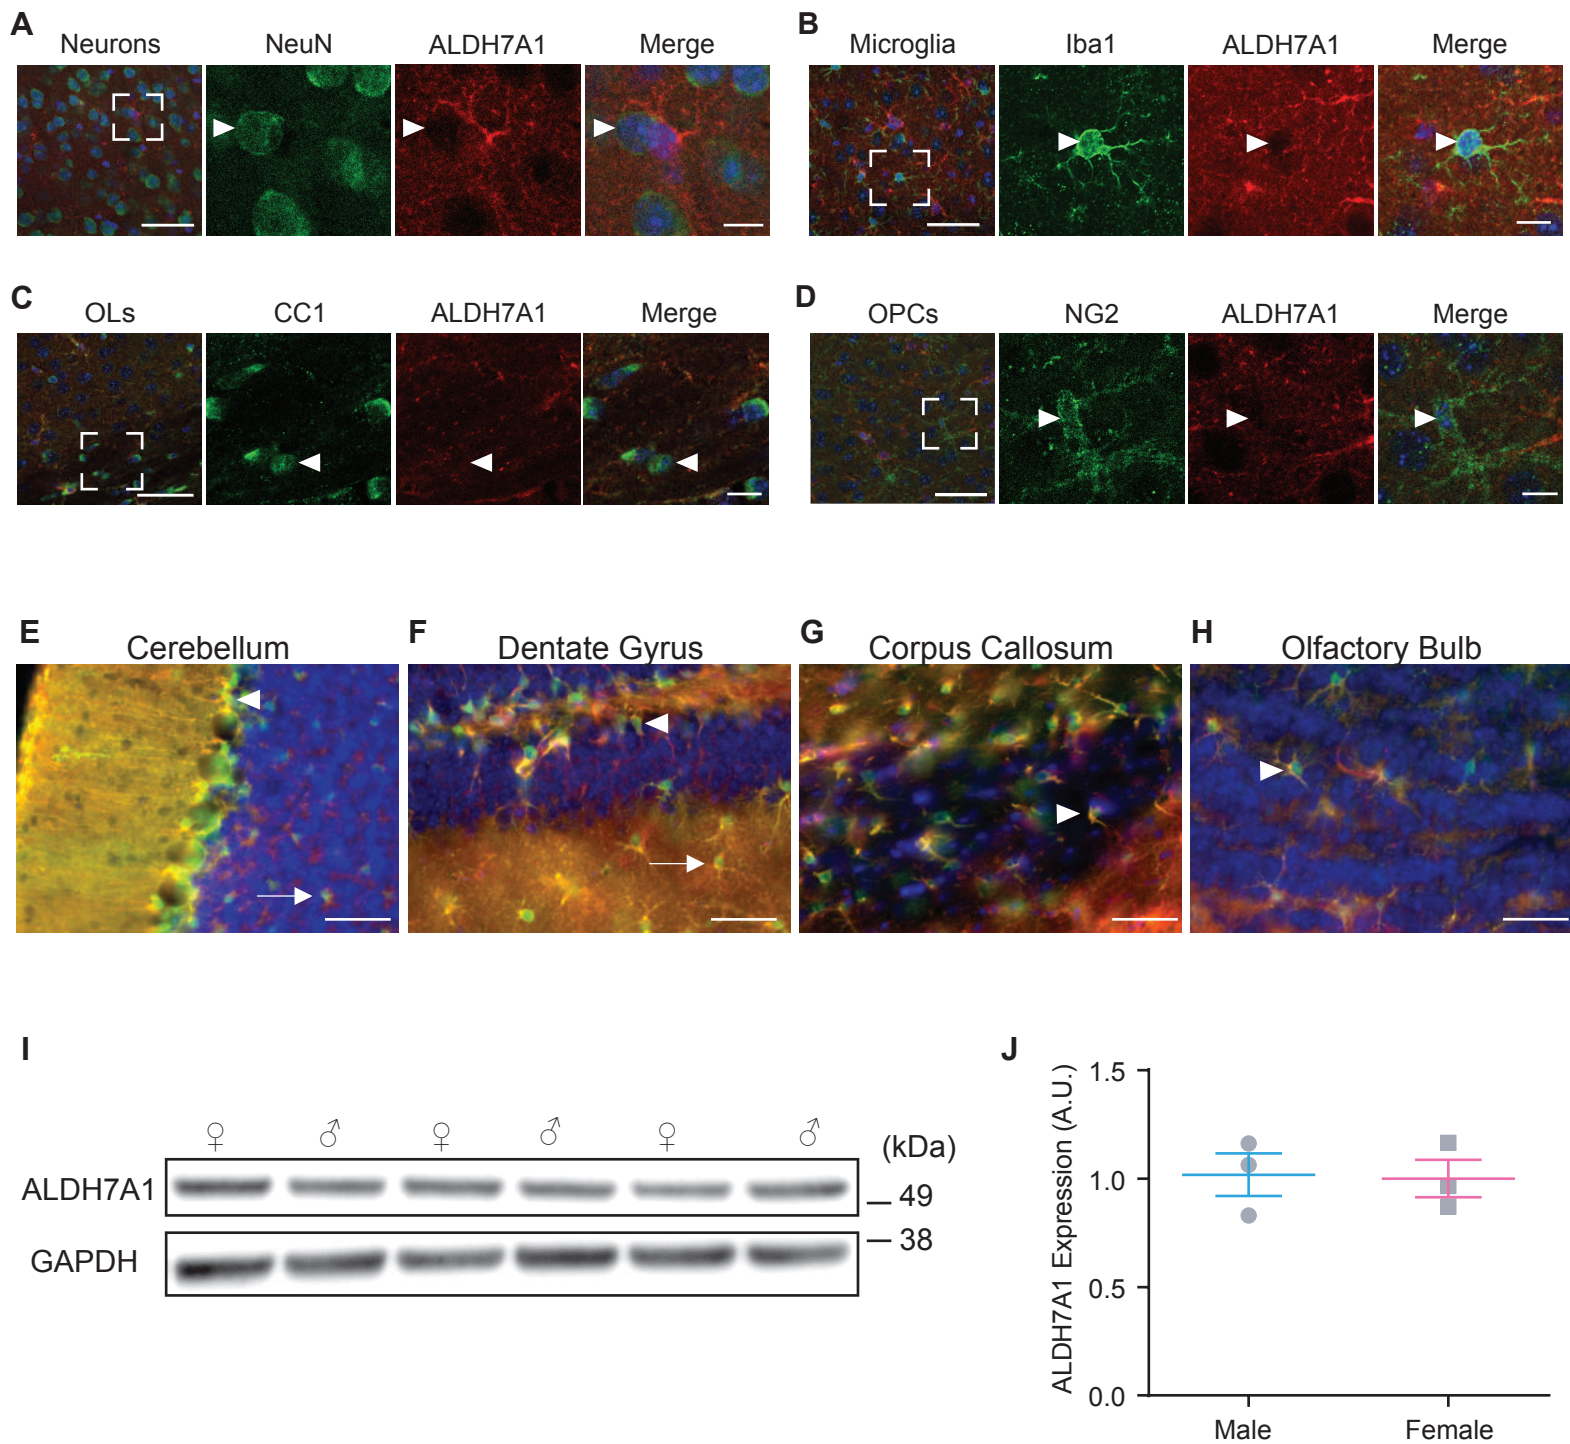 A
Neurons NeuN ALDH7A1 Merge
B
Microglia Iba1 ALDH7A1 Merge
C
OLs CC1 ALDH7A1 Merge
D
OPCs NG2 ALDH7A1 Merge
E
Cerebellum
F
Dentate Gyrus
G
Corpus Callosum
H
Olfactory Bulb
I
♀ ♂ ♀ ♂ ♀ ♂ (kDa)
ALDH7A1
49
38
GAPDH
J
ALDH7A1 Expression (A.U.)
1.5
1.0
0.5
0.0
Male Female